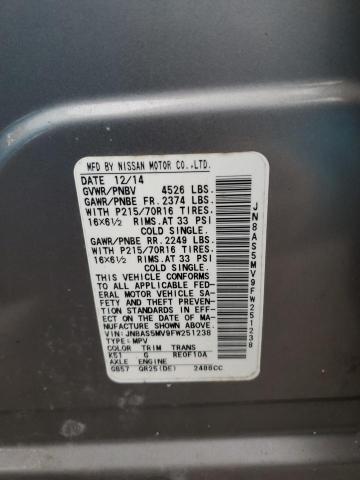 MFD BY NISSAN MOTOR CO.,LTD.
DATE 12/14
GVWR/PNBV 4526 LBS.
GAWR/PNBE FR. 2374 LBS.
WITH P215/70R16 TIRES.
16X6½ RIMS.AT 33 PSI
COLD SINGLE.
GAWR/PNBE RR. 2249 LBS.
WITH P215/70R16 TIRES.
16X6½ RIMS.AT 33 PSI
COLD SINGLE.
THIS VEHICLE CONFORMS
TO ALL APPLICABLE FED-
ERAL MOTOR VEHICLE SA-
FETY AND THEFT PREVENTI-
ON STANDARDS IN EFFECT
ON THE DATE OF MA-
NUFACTURE SHOWN ABOVE.
VIN: JN8AS5MV9FW251238
TYPE: MPV
COLOR TRIM TRANS
K51 G RE0F10A
AXLE ENGINE
GB57 QR25(DE) 2488CC
JN8AS5MV9FW251238